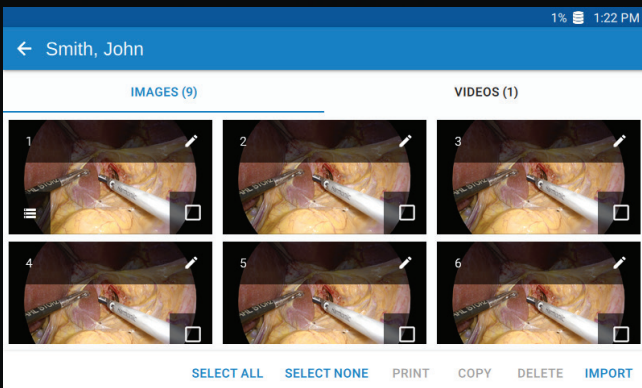 1% 1:22 PM
Smith, John
IMAGES (9) VIDEOS (1)
1 2 3
4 5 6
SELECT ALL SELECT NONE PRINT COPY DELETE IMPORT